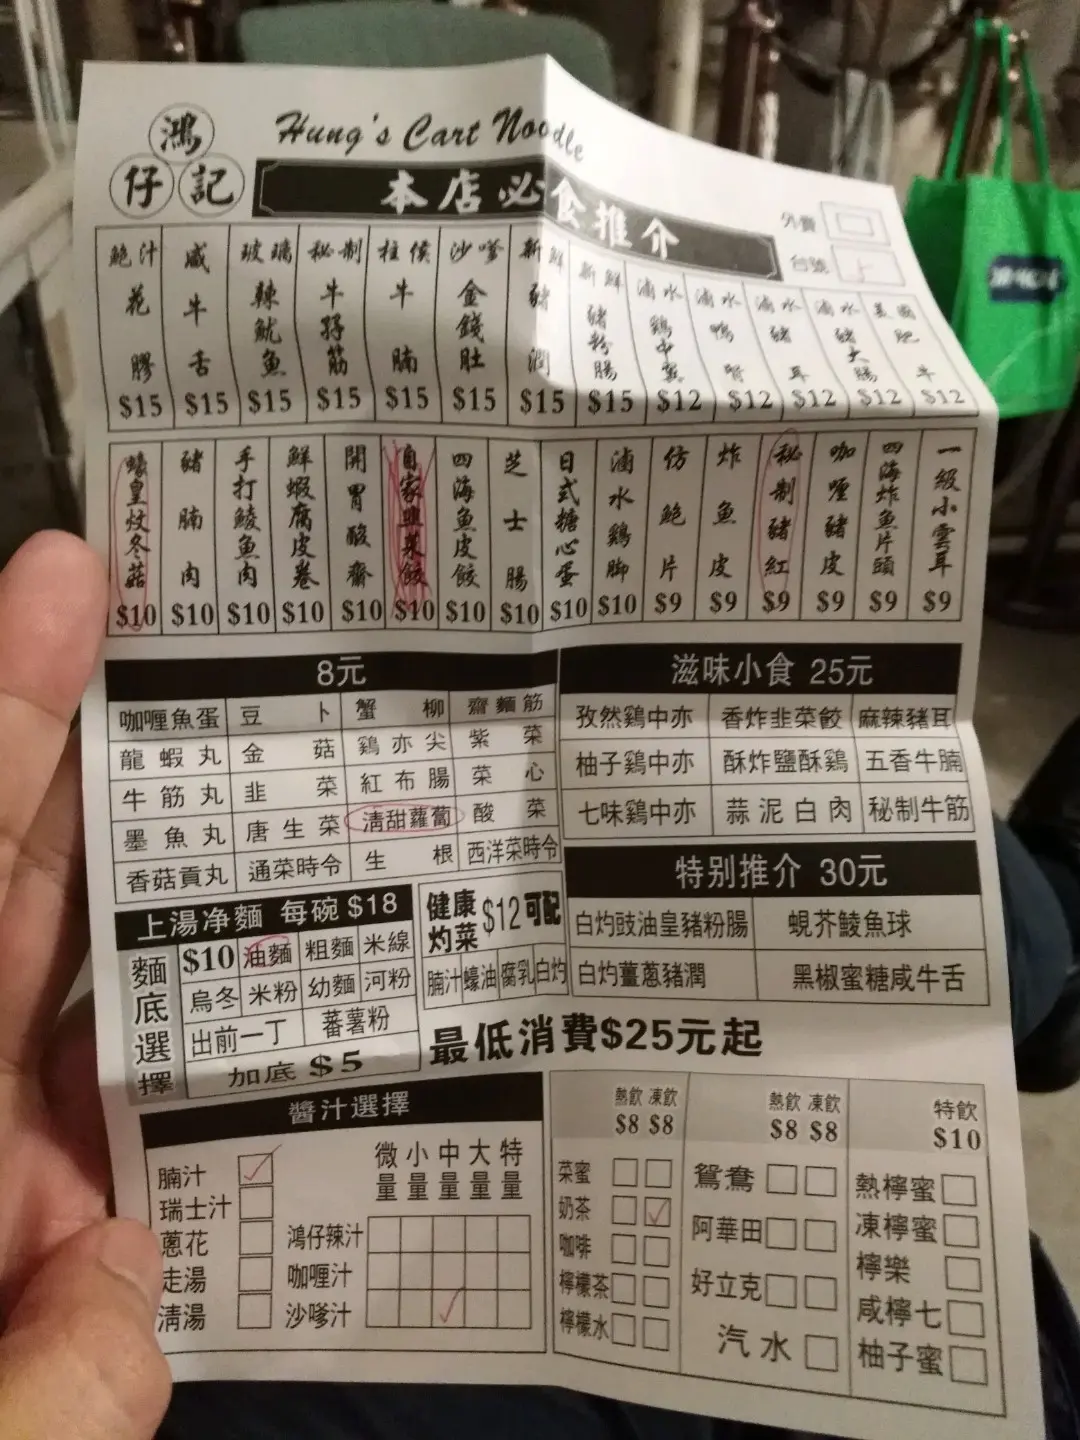 鴻
仔記
Hung's Cart Noodle
本店必食推介
外賣
台號
鮑汁花膠 $15
咸牛舌 $15
玻璃辣魷魚 $15
秘制牛孖筋 $15
柱侯牛腩 $15
沙嗲金錢肚 $15
新鮮豬潤 $15
新鮮豬粉腸 $15
滷水鷄中翼 $12
滷水鴨腎 $12
滷水豬耳 $12
滷水豬大腸 $12
美國肥牛 $12
蠔皇炆冬菇 $10
豬腩肉 $10
手打鯪魚肉 $10
鮮蝦腐皮卷 $10
開胃酸齋 $10
自家韮菜餃 $10
四海魚皮餃 $10
芝士腸 $10
日式糖心蛋 $10
滷水鷄脚 $10
仿鮑片 $9
炸魚皮 $9
秘制豬紅 $9
咖喱豬皮 $9
四海炸魚片頭 $9
一級小雲耳 $9
8元
咖喱魚蛋 豆卜 蟹柳 齋麵筋
龍蝦丸 金菇 鷄亦尖 紫菜
牛筋丸 韭菜 紅布腸 菜心
墨魚丸 唐生菜 淸甜蘿蔔 酸菜
香菇貢丸 通菜時令 生根 西洋菜時令
滋味小食 25元
孜然鷄中亦 香炸韭菜餃 麻辣豬耳
柚子鷄中亦 酥炸鹽酥鷄 五香牛腩
七味鷄中亦 蒜泥白肉 秘制牛筋
特别推介 30元
白灼豉油皇豬粉腸 蜆芥鯪魚球
白灼薑蔥豬潤 黑椒蜜糖咸牛舌
上湯净麵 每碗 $18
麵底選擇
$10 油麵 粗麵 米線
烏冬 米粉 幼麵 河粉
出前一丁 蕃薯粉
加底 $5
健康灼菜 $12 可配
腩汁 蠔油 腐乳 白灼
最低消費$25元起
醬汁選擇
腩汁
瑞士汁
蔥花
走湯
淸湯
微量 小量 中量 大量 特量
鴻仔辣汁
咖喱汁
沙嗲汁
熱飲 凍飲
$8 $8
菜蜜
奶茶
咖啡
檸檬茶
檸檬水
熱飲 凍飲
$8 $8
鴛鴦
阿華田
好立克
汽水
特飲
$10
熱檸蜜
凍檸蜜
檸樂
咸檸七
柚子蜜